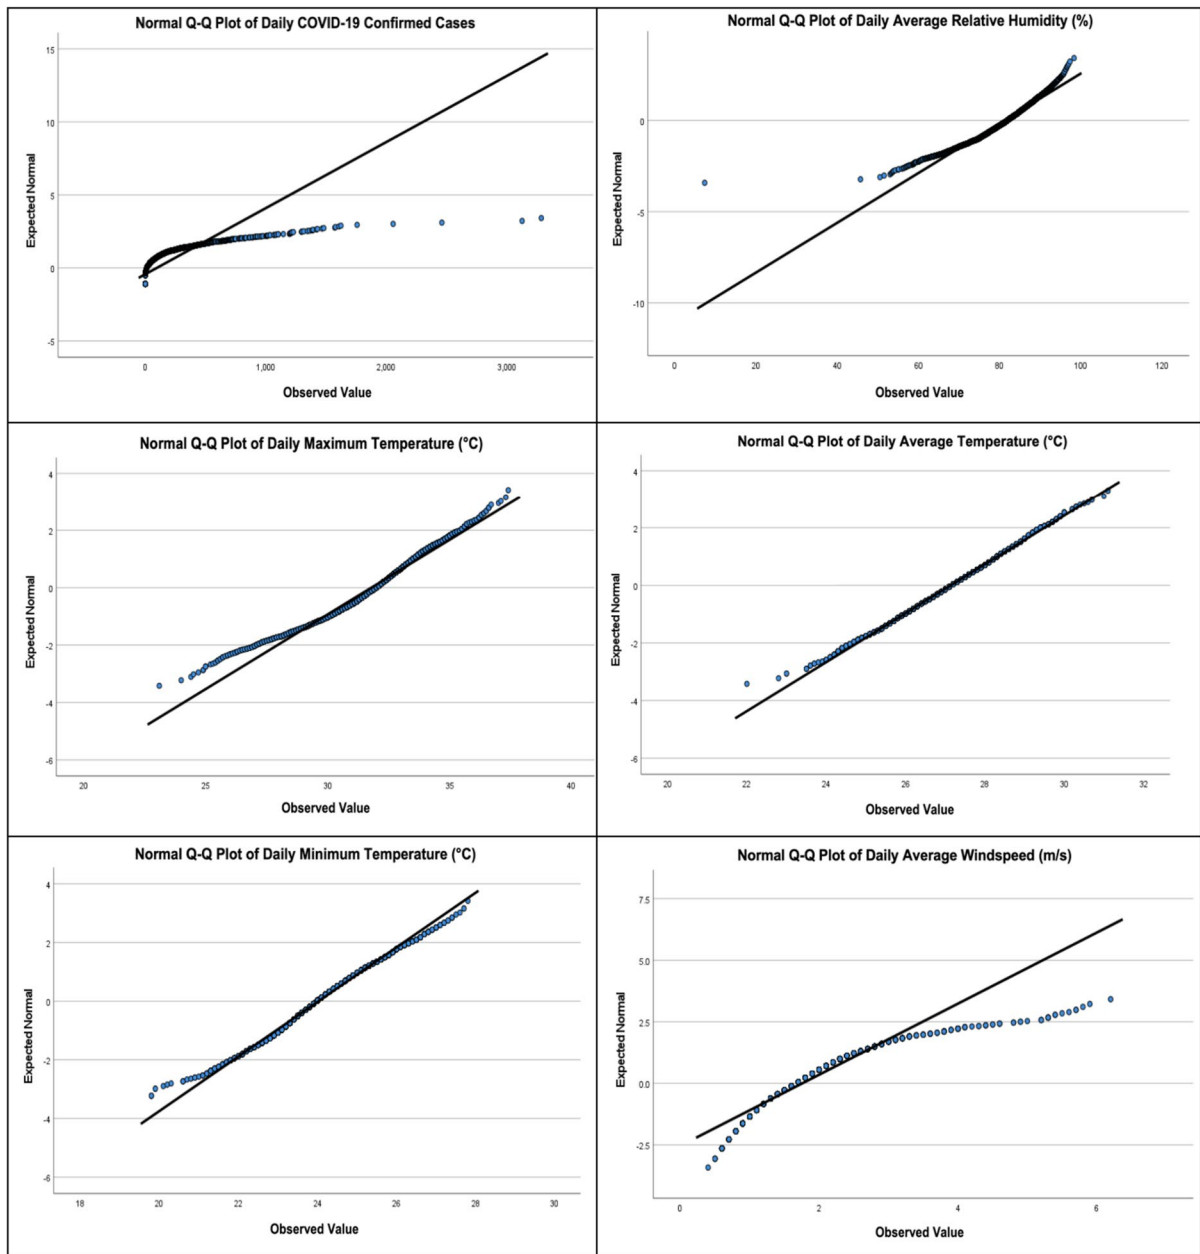 Normal Q-Q Plot of Daily COVID-19 Confirmed Cases
15
10
5
0
-5
Expected Normal
0 1,000 2,000 3,000
Observed Value
Normal Q-Q Plot of Daily Average Relative Humidity (%)
0
-5
-10
Expected Normal
0 20 40 60 80 100 120
Observed Value
Normal Q-Q Plot of Daily Maximum Temperature (°C)
4
2
0
-2
-4
-6
Expected Normal
20 25 30 35 40
Observed Value
Normal Q-Q Plot of Daily Average Temperature (°C)
4
2
0
-2
-4
-6
Expected Normal
20 22 24 26 28 30 32
Observed Value
Normal Q-Q Plot of Daily Minimum Temperature (°C)
4
2
0
-2
-4
-6
Expected Normal
18 20 22 24 26 28 30
Observed Value
Normal Q-Q Plot of Daily Average Windspeed (m/s)
7.5
5.0
2.5
0.0
-2.5
Expected Normal
0 2 4 6
Observed Value